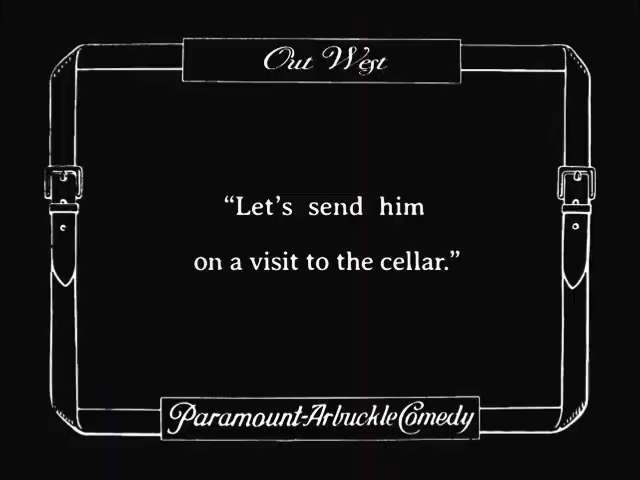 Out West
“Let’s send him
on a visit to the cellar.”
Paramount-Arbuckle Comedy